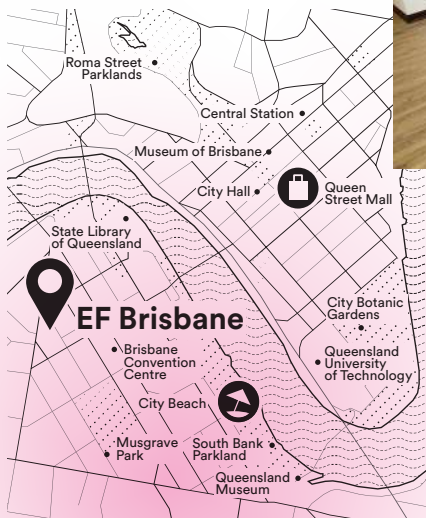 Roma Street
Parklands
Central Station
Museum of Brisbane
City Hall
Queen
Street Mall
State Library
of Queensland
EF Brisbane
City Botanic
Gardens
Brisbane
Convention
Centre
Queensland
University
of Technology
City Beach
Musgrave
Park
South Bank
Parkland
Queensland
Museum